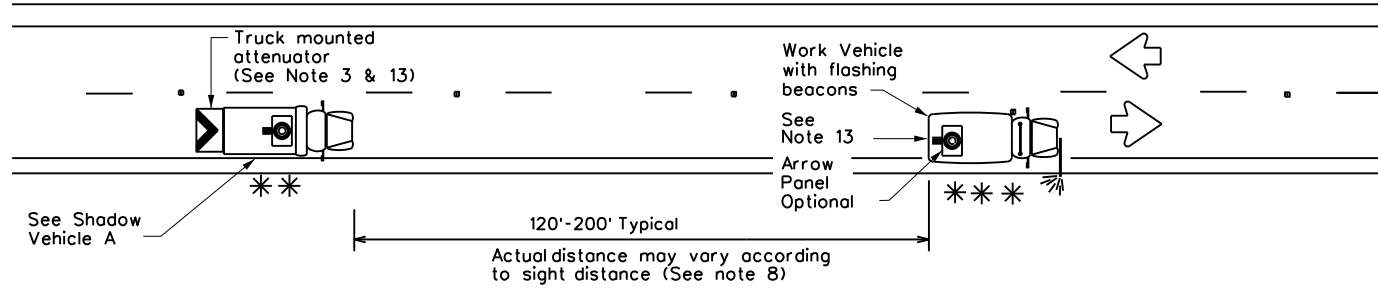 Truck mounted
attenuator
(See Note 3 & 13)
Work Vehicle
with flashing
beacons
See
Note 13
Arrow
Panel
Optional
See Shadow
Vehicle A
120'-200' Typical
Actual distance may vary according
to sight distance (See note 8)